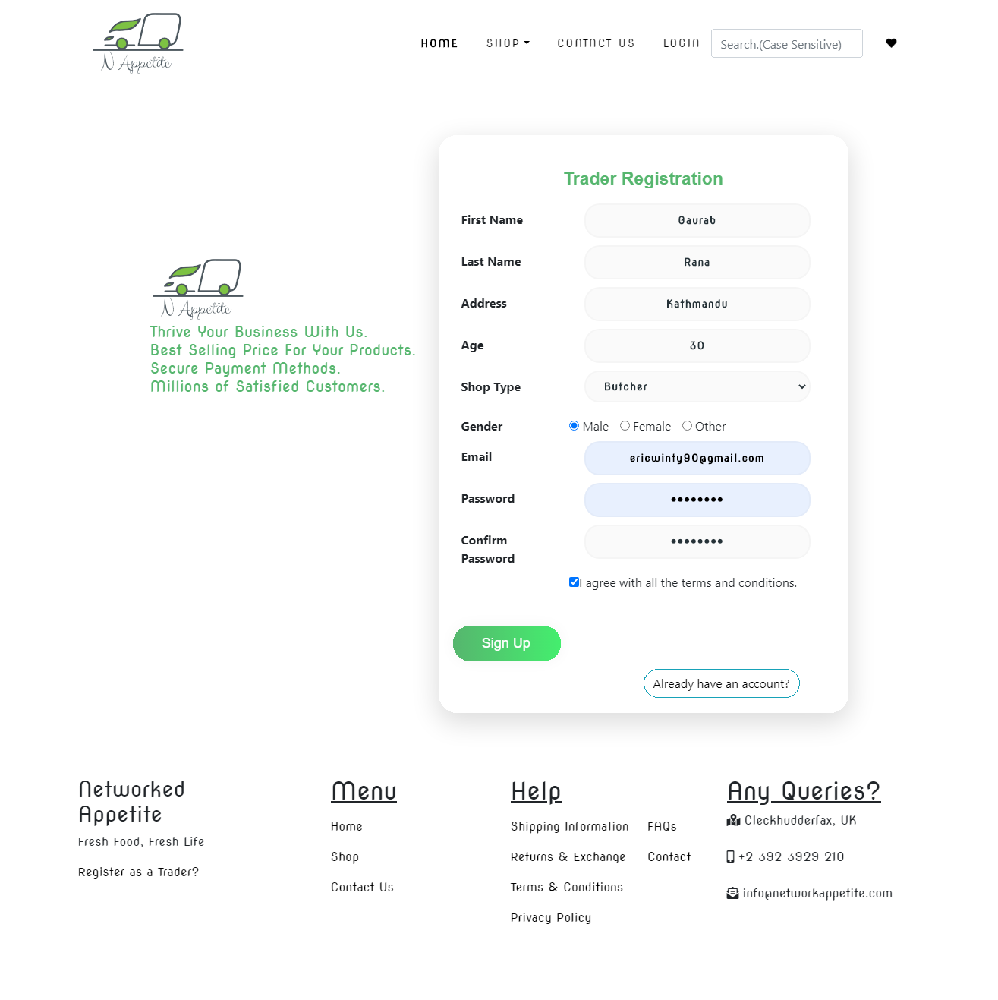 N Appetite
HOME SHOP CONTACT US LOGIN Search.(Case Sensitive)
Trader Registration
First Name Gaurab
Last Name Rana
Address Kathmandu
Age 30
Shop Type Butcher
Gender Male Female Other
Email ericwinty90@gmail.com
Password ••••••••
Confirm Password ••••••••
I agree with all the terms and conditions.
Sign Up
Already have an account?
N Appetite
Thrive Your Business With Us.
Best Selling Price For Your Products.
Secure Payment Methods.
Millions of Satisfied Customers.
Networked
Appetite
Fresh Food, Fresh Life
Register as a Trader?
Menu
Home
Shop
Contact Us
Help
Shipping Information FAQs
Returns & Exchange Contact
Terms & Conditions
Privacy Policy
Any Queries?
Cleckhudderfax, UK
+2 392 3929 210
info@networkappetite.com